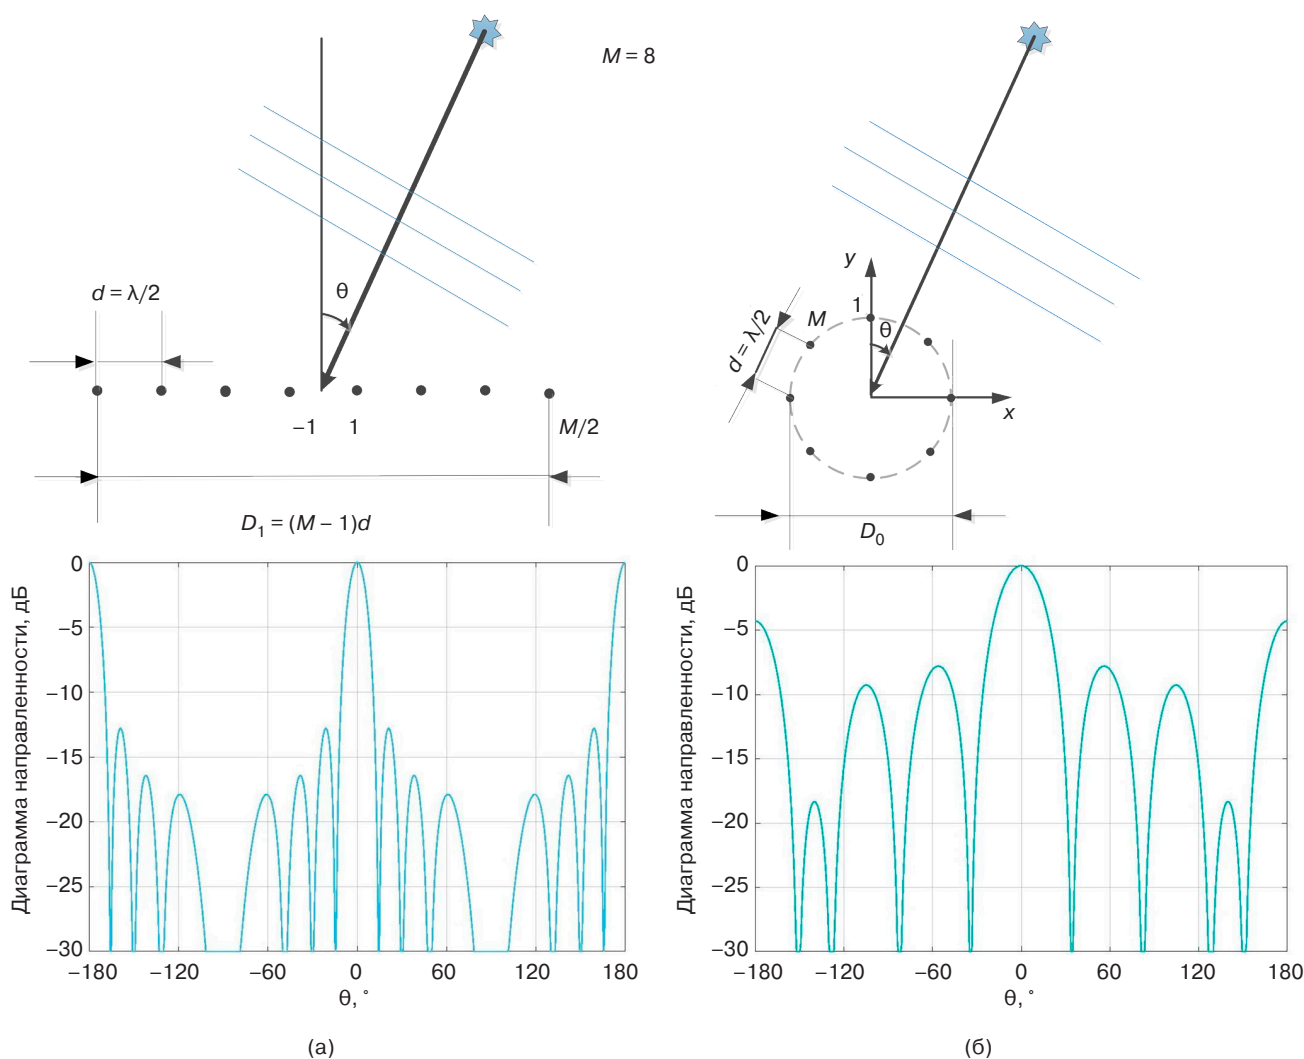 M = 8
θ
d = λ/2
−1 1
M/2
D₁ = (M − 1)d
y
1
M
θ
d = λ/2
x
D₀
Диаграмма направленности, дБ
0
−5
−10
−15
−20
−25
−30
−180 −120 −60 0 60 120 180
θ, °
(а)
Диаграмма направленности, дБ
0
−5
−10
−15
−20
−25
−30
−180 −120 −60 0 60 120 180
θ, °
(б)